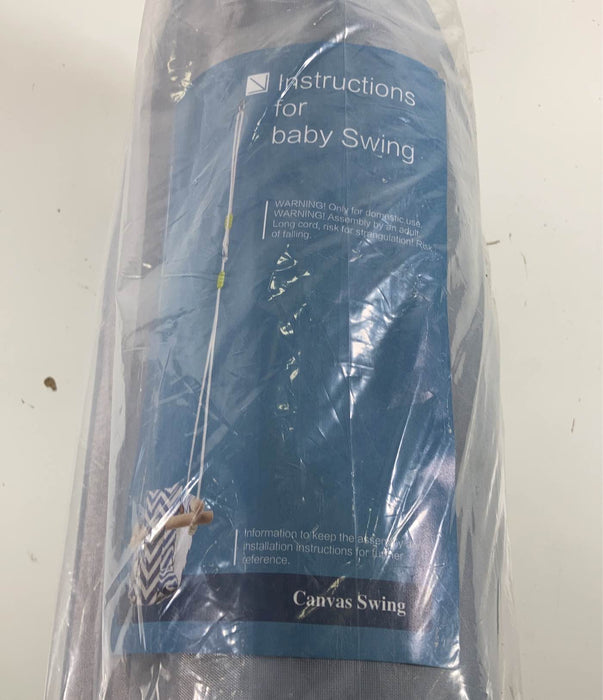 Instructions
for
baby Swing
WARNING! Only for domestic use.
WARNING! Assembly by an adult.
Long cord, risk for strangulation! Risk
of falling.
Information to keep the assembly
installation instructions for further
reference.
Canvas Swing